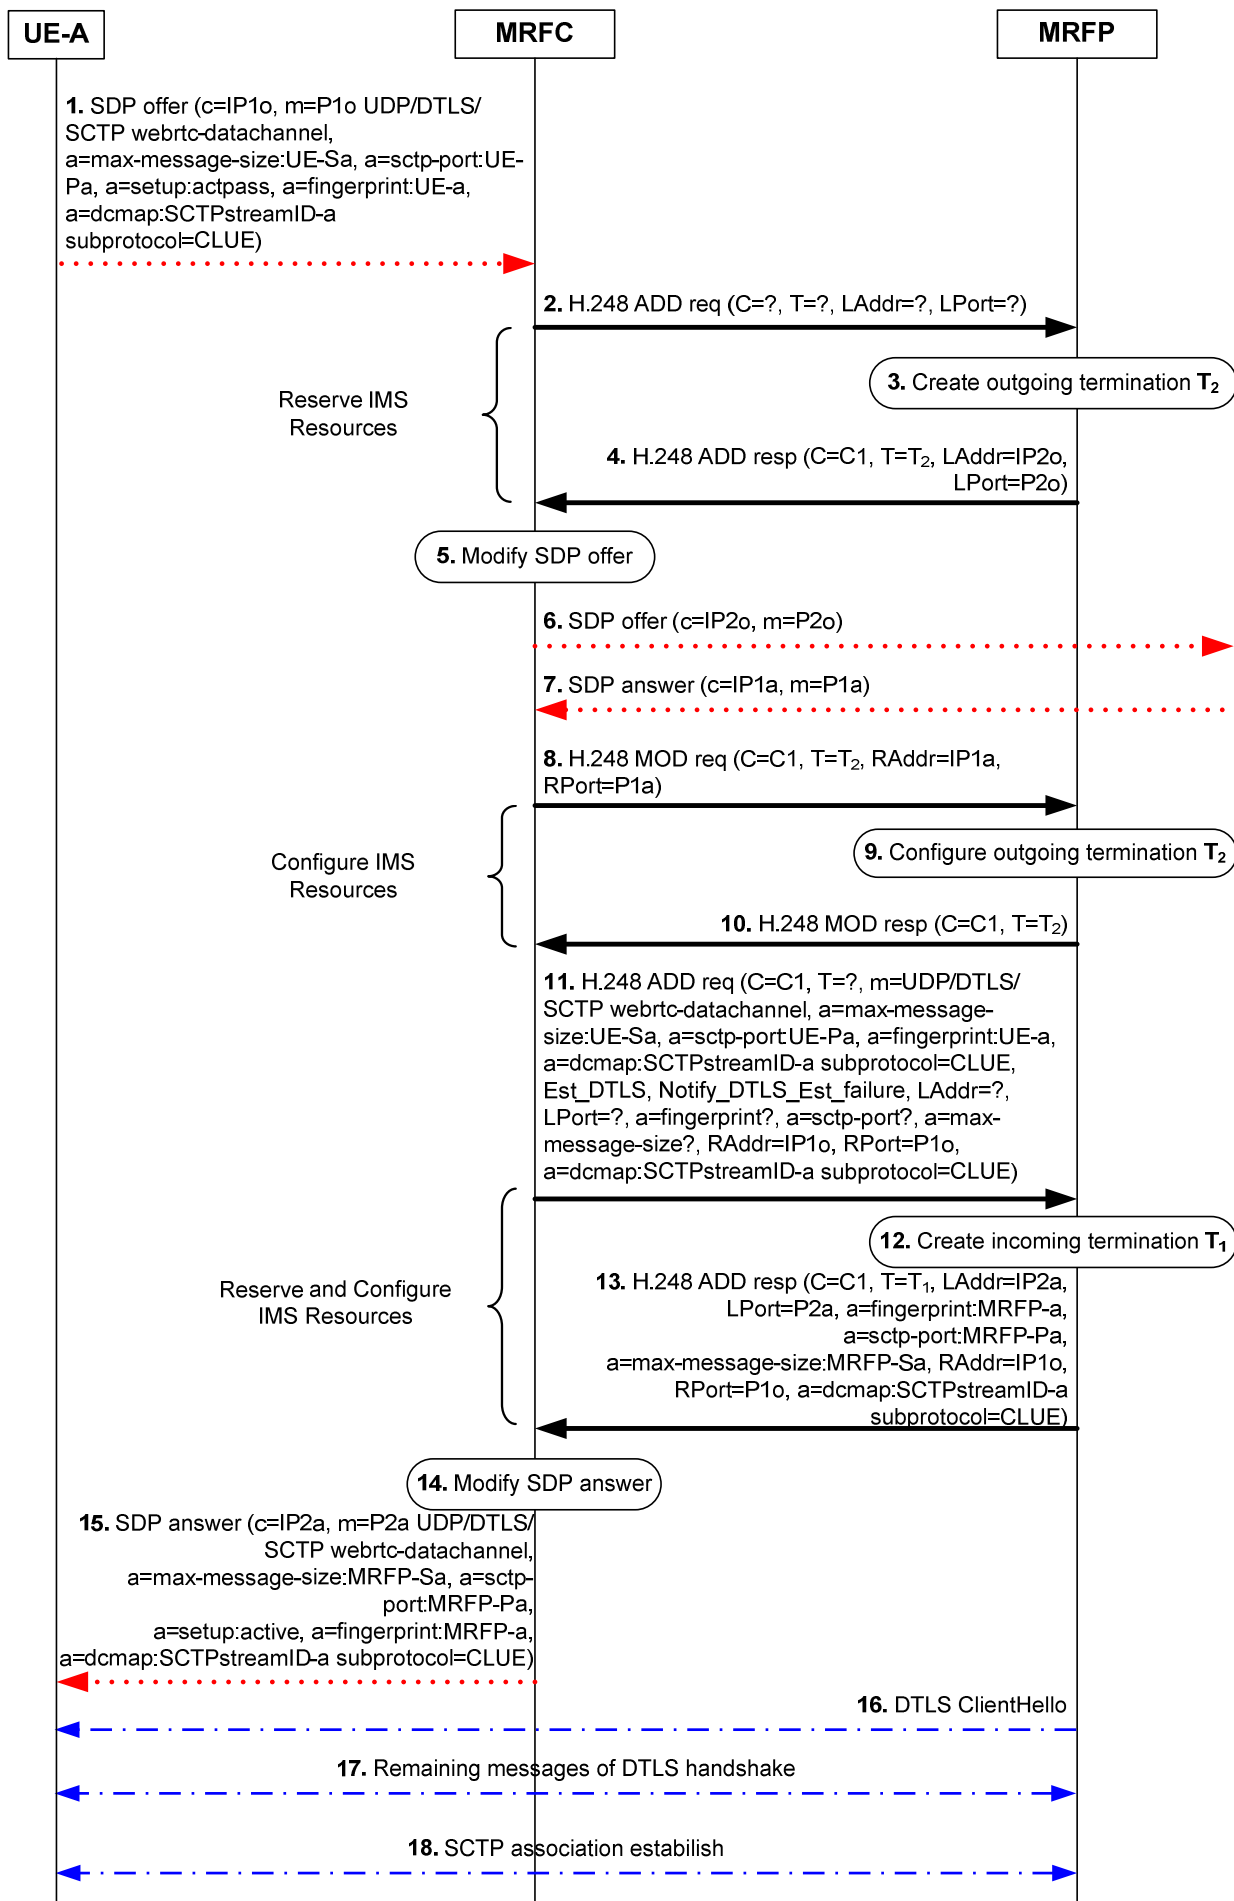 UE-A
MRFC
MRFP
1. SDP offer (c=IP1o, m=P1o UDP/DTLS/
SCTP webrtc-datachannel,
a=max-message-size:UE-Sa, a=sctp-port:UE-
Pa, a=setup:actpass, a=fingerprint:UE-a,
a=dcmap:SCTPstreamID-a
subprotocol=CLUE)
2. H.248 ADD req (C=?, T=?, LAddr=?, LPort=?)
3. Create outgoing termination T2
Reserve IMS
Resources
4. H.248 ADD resp (C=C1, T=T2, LAddr=IP2o,
LPort=P2o)
5. Modify SDP offer
6. SDP offer (c=IP2o, m=P2o)
7. SDP answer (c=IP1a, m=P1a)
8. H.248 MOD req (C=C1, T=T2, RAddr=IP1a,
RPort=P1a)
9. Configure outgoing termination T2
Configure IMS
Resources
10. H.248 MOD resp (C=C1, T=T2)
11. H.248 ADD req (C=C1, T=?, m=UDP/DTLS/
SCTP webrtc-datachannel, a=max-message-
size:UE-Sa, a=sctp-port:UE-Pa, a=fingerprint:UE-a,
a=dcmap:SCTPstreamID-a subprotocol=CLUE,
Est_DTLS, Notify_DTLS_Est_failure, LAddr=?,
LPort=?, a=fingerprint?, a=sctp-port?, a=max-
message-size?, RAddr=IP1o, RPort=P1o,
a=dcmap:SCTPstreamID-a subprotocol=CLUE)
12. Create incoming termination T1
Reserve and Configure
IMS Resources
13. H.248 ADD resp (C=C1, T=T1, LAddr=IP2a,
LPort=P2a, a=fingerprint:MRFP-a,
a=sctp-port:MRFP-Pa,
a=max-message-size:MRFP-Sa, RAddr=IP1o,
RPort=P1o, a=dcmap:SCTPstreamID-a
subprotocol=CLUE)
14. Modify SDP answer
15. SDP answer (c=IP2a, m=P2a UDP/DTLS/
SCTP webrtc-datachannel,
a=max-message-size:MRFP-Sa, a=sctp-
port:MRFP-Pa,
a=setup:active, a=fingerprint:MRFP-a,
a=dcmap:SCTPstreamID-a subprotocol=CLUE)
16. DTLS ClientHello
17. Remaining messages of DTLS handshake
18. SCTP association estabilish